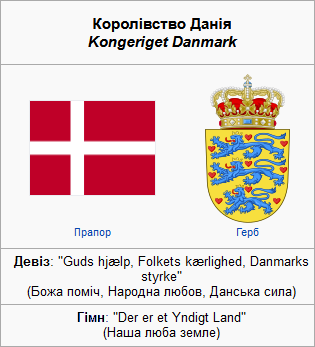 Королівство Данія
Kongeriget Danmark
Прапор
Герб
Девіз: "Guds hjælp, Folkets kærlighed, Danmarks
styrke"
(Божа поміч, Народна любов, Данська сила)
Гімн: "Der er et Yndigt Land"
(Наша люба земле)